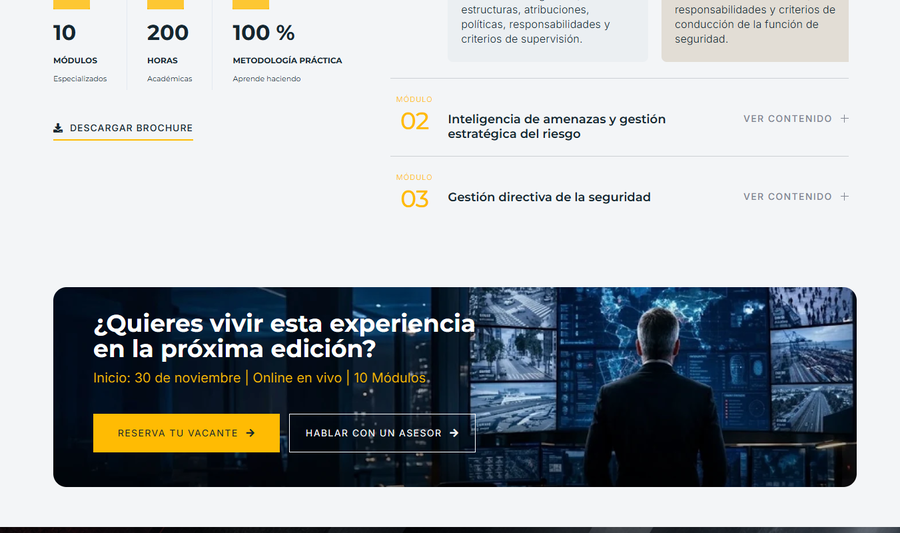 10
MÓDULOS
Especializados
200
HORAS
Académicas
100 %
METODOLOGÍA PRÁCTICA
Aprende haciendo
DESCARGAR BROCHURE
estructuras, atribuciones,
políticas, responsabilidades y
criterios de supervisión.
responsabilidades y criterios de
conducción de la función de
seguridad.
MÓDULO
02
Inteligencia de amenazas y gestión
estratégica del riesgo
VER CONTENIDO
MÓDULO
03
Gestión directiva de la seguridad
VER CONTENIDO
¿Quieres vivir esta experiencia
en la próxima edición?
Inicio: 30 de noviembre | Online en vivo | 10 Módulos
RESERVA TU VACANTE
HABLAR CON UN ASESOR